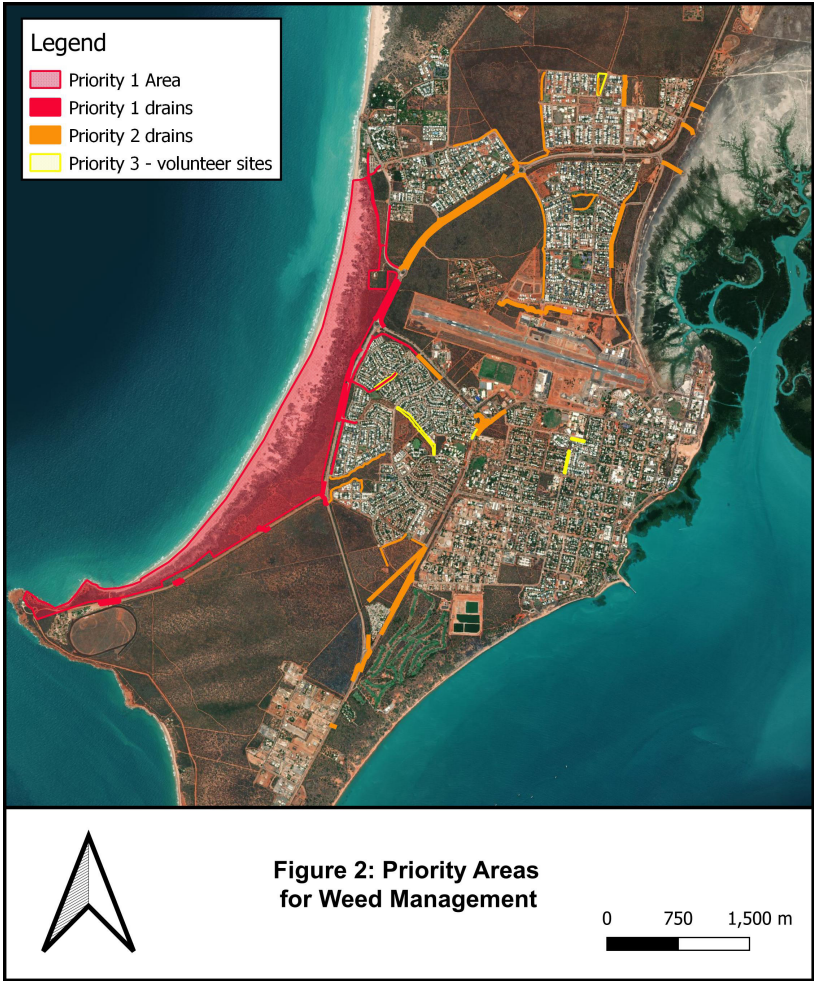 Legend
Priority 1 Area
Priority 1 drains
Priority 2 drains
Priority 3 - volunteer sites
Figure 2: Priority Areas
for Weed Management
0 750 1,500 m